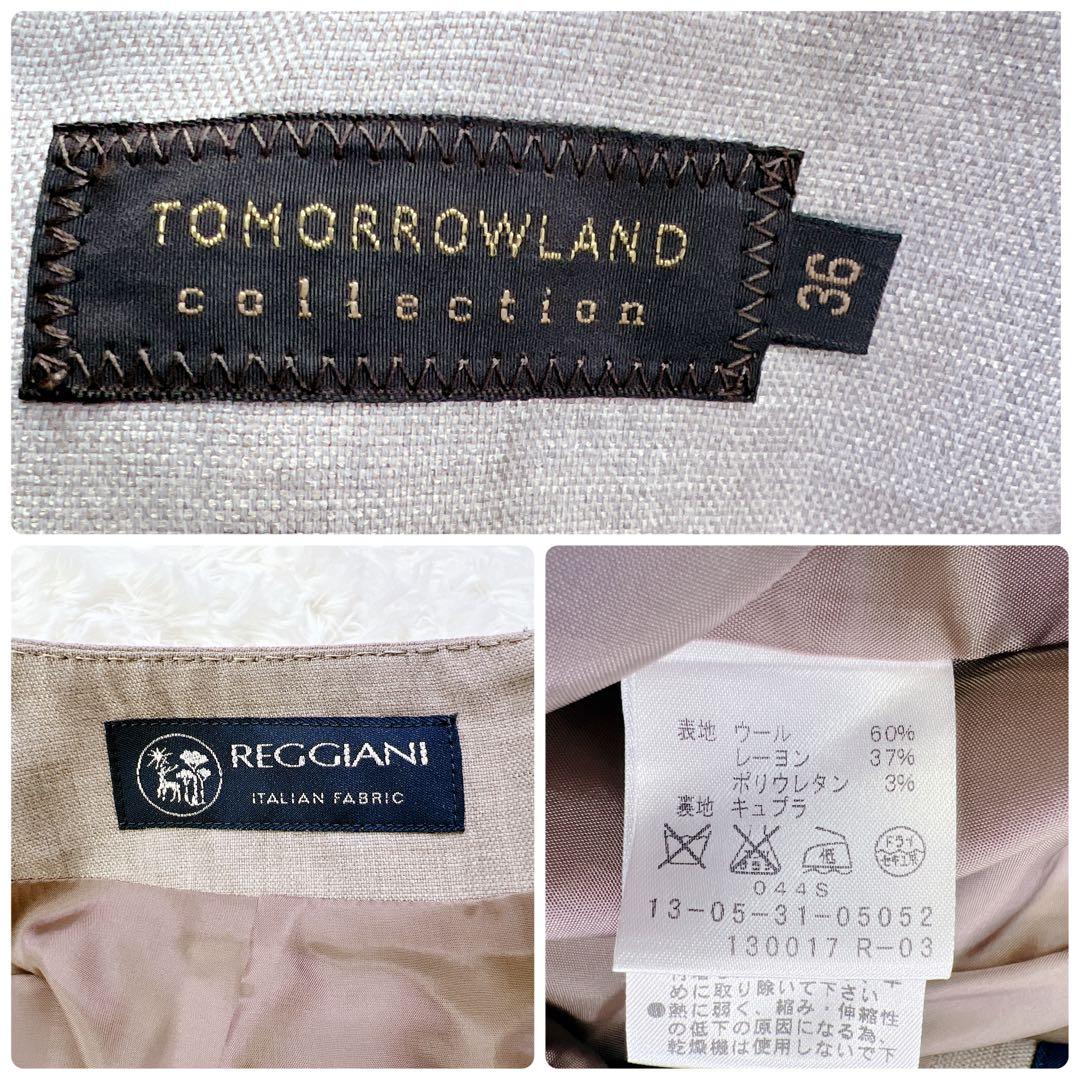 TOMORROWLAND
collection
36
REGGIANI
ITALIAN FABRIC
表地 ウール 60%
レーヨン 37%
ポリウレタン 3%
裏地 キュプラ
低
ドライ
セキユ系
044S
13-05-31-05052
130017 R-03
めに取り除いて下さい
●熱に弱く、縮み・伸縮性
の低下の原因になる為、
乾燥機は使用しないで下